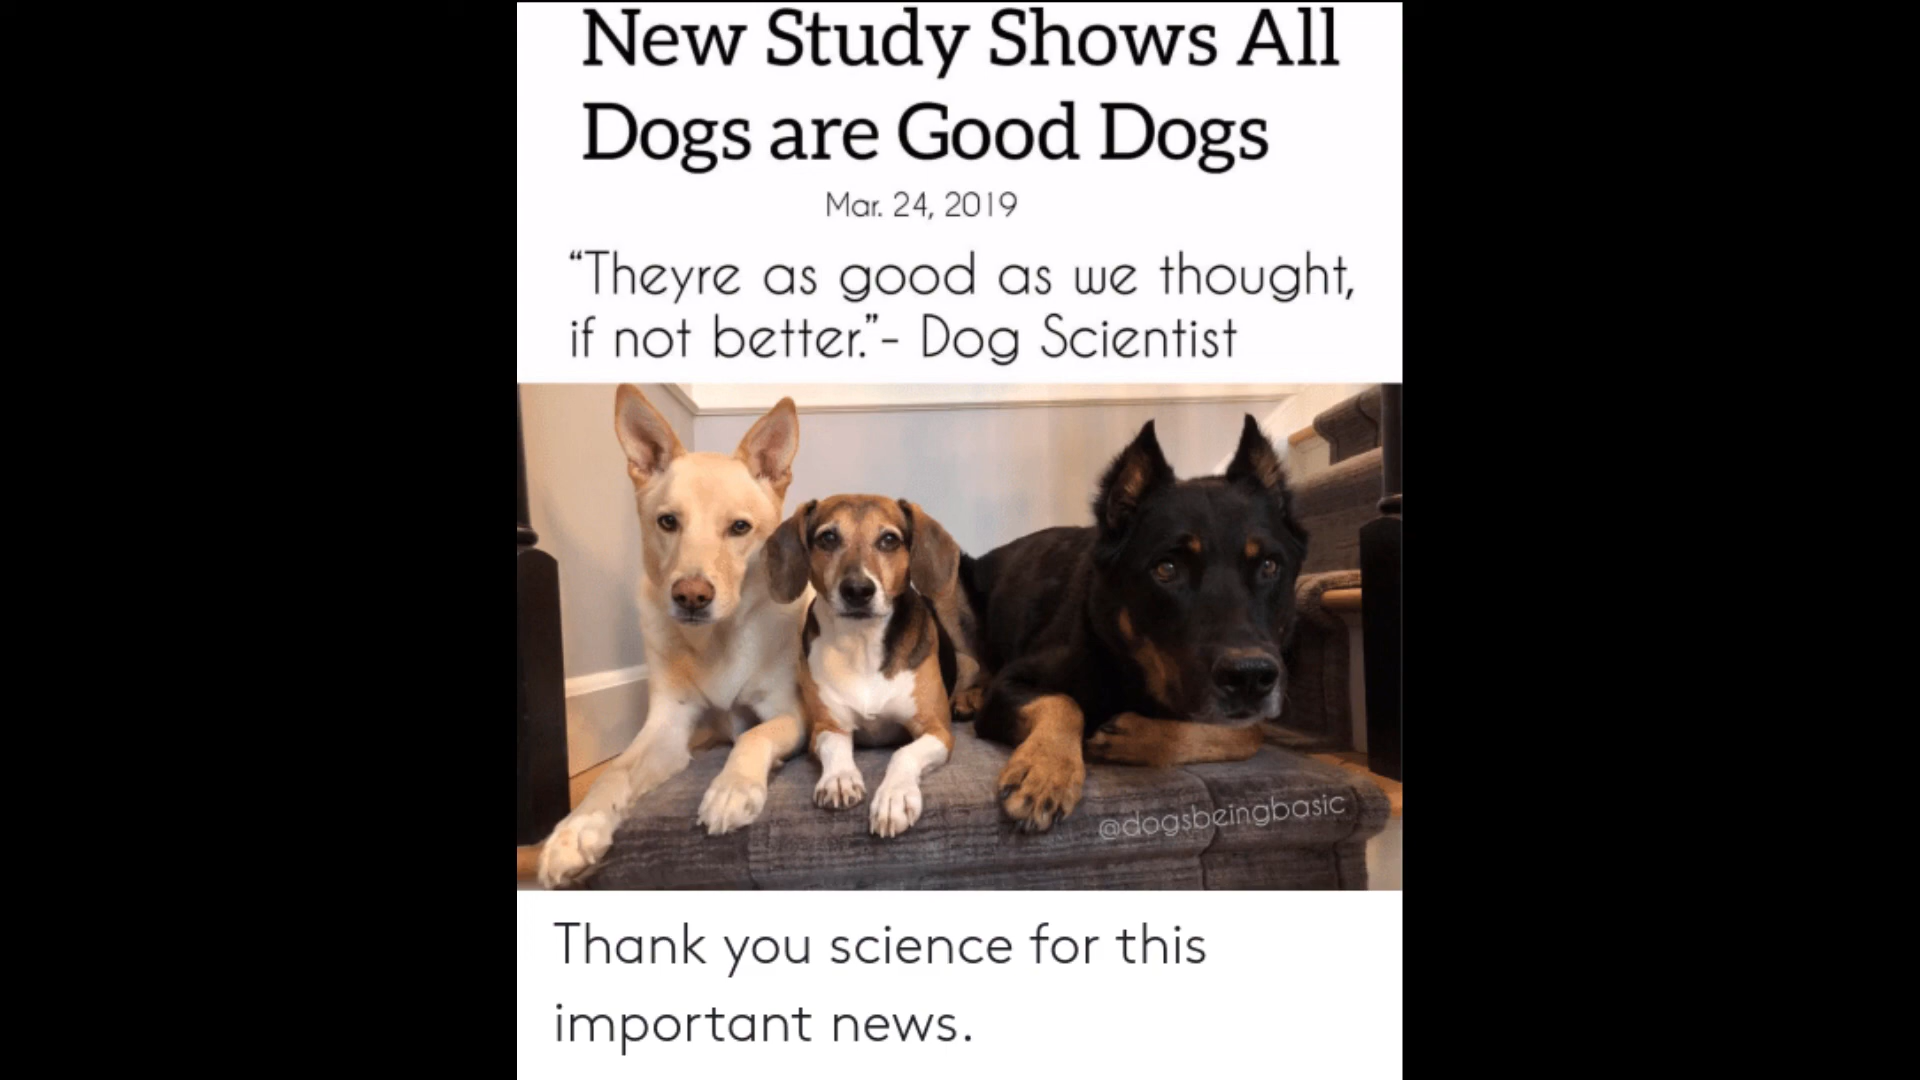 New Study Shows All
Dogs are Good Dogs
Mar. 24, 2019
“Theyre as good as we thought,
if not better.”- Dog Scientist
@dogsbeingbasic
Thank you science for this
important news.